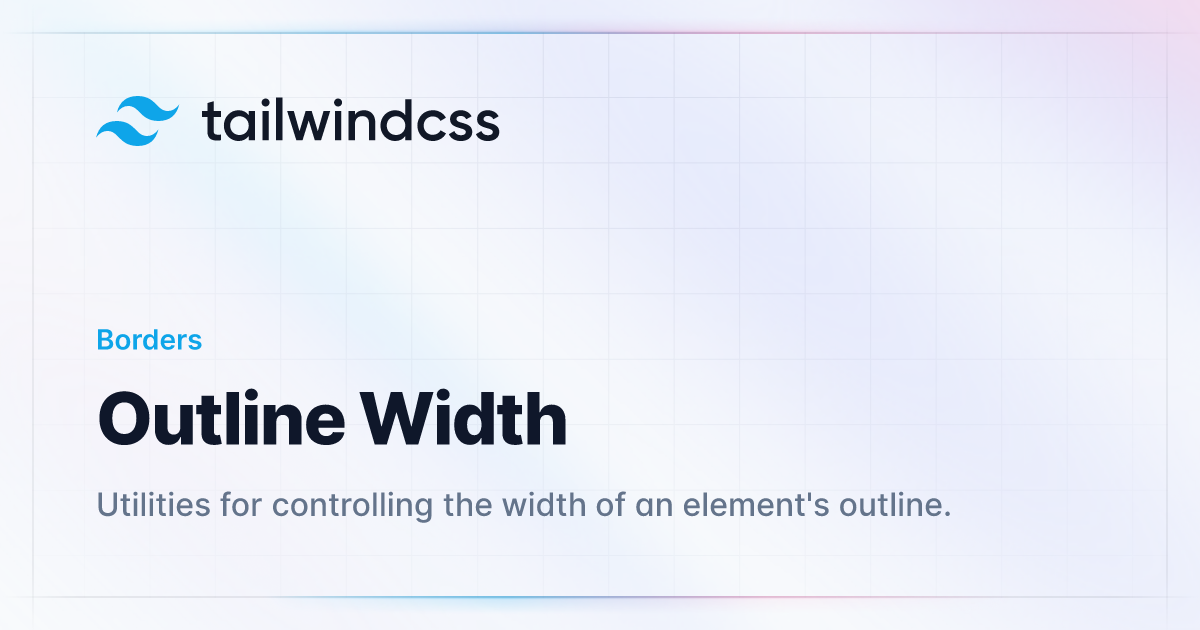 tailwindcss
Borders
Outline Width
Utilities for controlling the width of an element's outline.